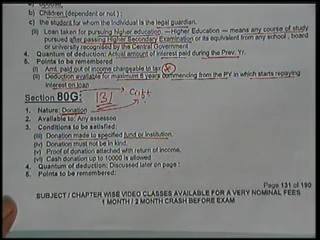 a) spouse,
b) Children (dependent or not) ;
c) the student for whom the individual is the legal guardian.
(ii) Loan taken for pursuing higher education. —Higher Education — means any course of study
pursued after passing Higher Secondary Examination or its equivalent from any school, board
or university recognised by the Central Government
4. Quantum of deduction: Actual amount of interest paid during the Prev. Yr.
5. Points to be remembered
(i) Amt. paid out of income chargeable to tax
(ii) Deduction available for maximum 8 years commencing from the PY in which starts repaying
interest on loan
Section 80G:
131
1. Nature: Donation
2. Available to: Any assessee
3. Conditions to be satisfied:
(iii) Donation made to specified fund or institution.
(iv) Donation must not be in kind.
(v) Proof of donation attached with return of income.
(vi) Cash donation up to 10000 is allowed
4. Quantum of deduction: Discussed later on page :
5. Points to be remembered:
Page 131 of 190
SUBJECT / CHAPTER WISE VIDEO CLASSES AVAILABLE FOR A VERY NOMINAL FEES
1 MONTH / 2 MONTH CRASH BEFORE EXAM